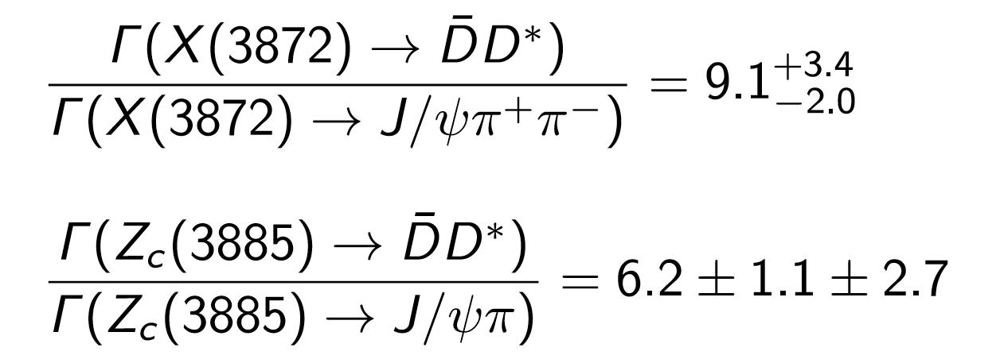 Γ(X(3872) → D̄D*)
Γ(X(3872) → J/ψπ⁺π⁻)
= 9.1 +3.4 −2.0
Γ(Z_c(3885) → D̄D*)
Γ(Z_c(3885) → J/ψπ)
= 6.2 ± 1.1 ± 2.7